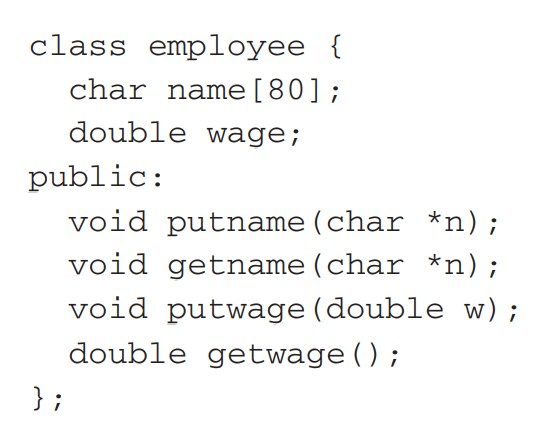 class employee {
  char name[80];
  double wage;
public:
  void putname(char *n);
  void getname(char *n);
  void putwage(double w);
  double getwage();
};